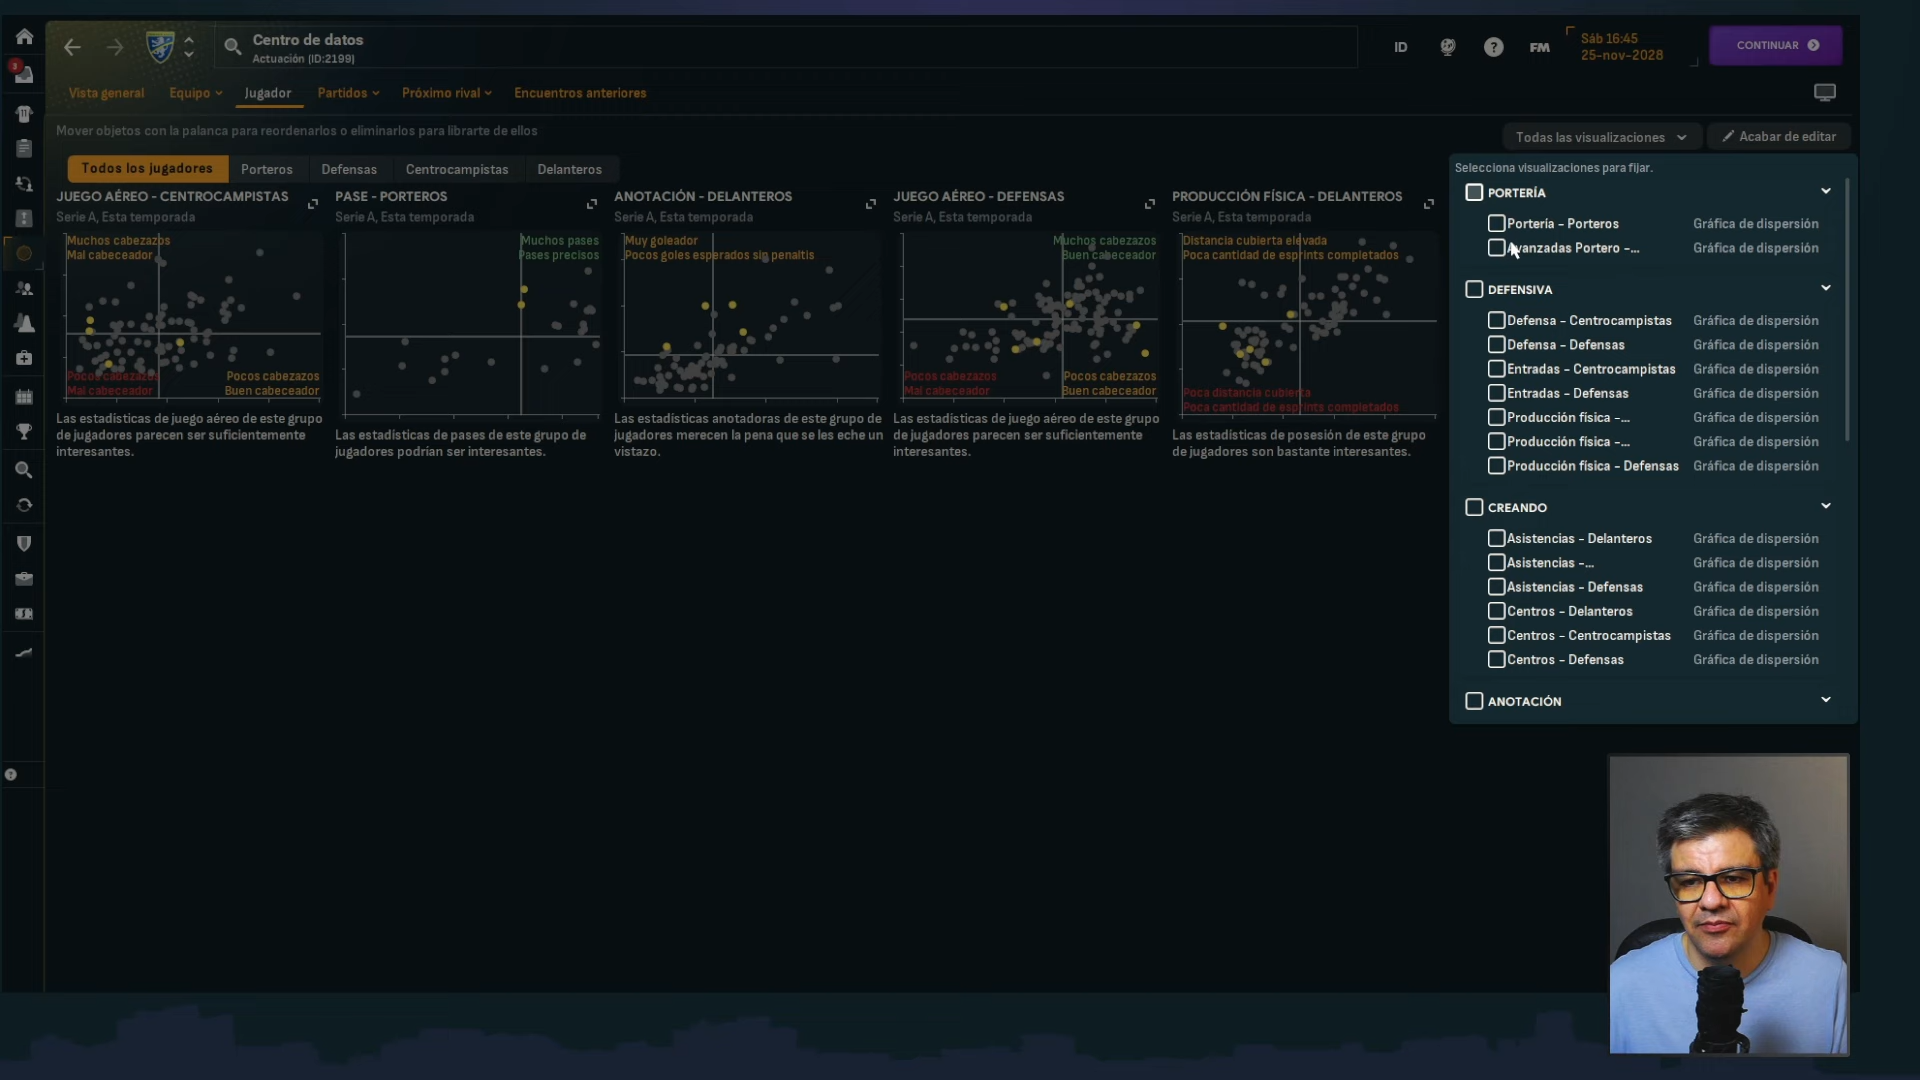 Centro de datos
Actuación (ID:2199)
ID
FM
Sáb 16:45
25-nov-2028
CONTINUAR
3
Vista general
Equipo
Jugador
Partidos
Próximo rival
Encuentros anteriores
Mover objetos con la palanca para reordenarlos o eliminarlos para librarte de ellos
Todas las visualizaciones
Acabar de editar
Todos los jugadores
Porteros
Defensas
Centrocampistas
Delanteros
JUEGO AÉREO - CENTROCAMPISTAS
Serie A, Esta temporada
Muchos cabezazos
Mal cabeceador
Pocos cabezazos
Mal cabeceador
Pocos cabezazos
Buen cabeceador
Las estadísticas de juego aéreo de este grupo
de jugadores parecen ser suficientemente
interesantes.
PASE - PORTEROS
Serie A, Esta temporada
Muchos pases
Pases precisos
Las estadísticas de pases de este grupo de
jugadores podrían ser interesantes.
ANOTACIÓN - DELANTEROS
Serie A, Esta temporada
Muy goleador
Pocos goles esperados sin penaltis
Las estadísticas anotadoras de este grupo de
jugadores merecen la pena que se les eche un
vistazo.
JUEGO AÉREO - DEFENSAS
Serie A, Esta temporada
Muchos cabezazos
Buen cabeceador
Pocos cabezazos
Mal cabeceador
Pocos cabezazos
Buen cabeceador
Las estadísticas de juego aéreo de este grupo
de jugadores parecen ser suficientemente
interesantes.
PRODUCCIÓN FÍSICA - DELANTEROS
Serie A, Esta temporada
Distancia cubierta elevada
Poca cantidad de esprints completados
Poca distancia cubierta
Poca cantidad de esprints completados
Las estadísticas de posesión de este grupo
de jugadores son bastante interesantes.
Selecciona visualizaciones para fijar.
PORTERÍA
Portería - Porteros Gráfica de dispersión
Avanzadas Portero -... Gráfica de dispersión
DEFENSIVA
Defensa - Centrocampistas Gráfica de dispersión
Defensa - Defensas Gráfica de dispersión
Entradas - Centrocampistas Gráfica de dispersión
Entradas - Defensas Gráfica de dispersión
Producción física -... Gráfica de dispersión
Producción física -... Gráfica de dispersión
Producción física - Defensas Gráfica de dispersión
CREANDO
Asistencias - Delanteros Gráfica de dispersión
Asistencias -... Gráfica de dispersión
Asistencias - Defensas Gráfica de dispersión
Centros - Delanteros Gráfica de dispersión
Centros - Centrocampistas Gráfica de dispersión
Centros - Defensas Gráfica de dispersión
ANOTACIÓN